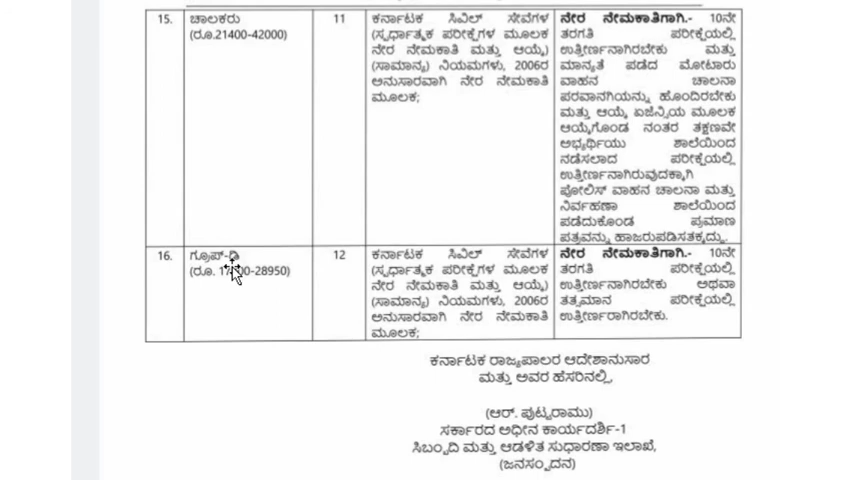 15.
ಚಾಲಕರು
(ರೂ.21400-42000)
11
ಕರ್ನಾಟಕ ಸಿವಿಲ್ ಸೇವೆಗಳ
(ಸ್ಪರ್ಧಾತ್ಮಕ ಪರೀಕ್ಷೆಗಳ ಮೂಲಕ
ನೇರ ನೇಮಕಾತಿ ಮತ್ತು ಆಯ್ಕೆ)
(ಸಾಮಾನ್ಯ) ನಿಯಮಗಳು, 2006ರ
ಅನುಸಾರವಾಗಿ ನೇರ ನೇಮಕಾತಿ
ಮೂಲಕ;
ನೇರ ನೇಮಕಾತಿಗಾಗಿ.- 10ನೇ
ತರಗತಿ ಪರೀಕ್ಷೆಯಲ್ಲಿ
ಉತ್ತೀರ್ಣನಾಗಿರಬೇಕು ಮತ್ತು
ಮಾನ್ಯತೆ ಪಡೆದ ಮೋಟಾರು
ವಾಹನ ಚಾಲನಾ
ಪರವಾನಗಿಯನ್ನು ಹೊಂದಿರಬೇಕು
ಮತ್ತು ಆಯ್ಕೆ ಏಜೆನ್ಸಿಯ ಮೂಲಕ
ಆಯ್ಕೆಗೊಂಡ ನಂತರ ತಕ್ಷಣವೇ
ಅಭ್ಯರ್ಥಿಯು ಶಾಲೆಯಿಂದ
ನಡೆಸಲಾದ ಪರೀಕ್ಷೆಯಲ್ಲಿ
ಉತ್ತೀರ್ಣನಾಗಿರುವುದಕ್ಕಾಗಿ
ಪೋಲಿಸ್ ವಾಹನ ಚಾಲನಾ ಮತ್ತು
ನಿರ್ವಹಣಾ ಶಾಲೆಯಿಂದ
ಪಡೆದುಕೊಂಡ ಪ್ರಮಾಣ
ಪತ್ರವನ್ನು ಹಾಜರುಪಡಿಸತಕ್ಕದ್ದು.
16.
ಗ್ರೂಪ್-ಡಿ
(ರೂ. 28950)
12
ಕರ್ನಾಟಕ ಸಿವಿಲ್ ಸೇವೆಗಳ
(ಸ್ಪರ್ಧಾತ್ಮಕ ಪರೀಕ್ಷೆಗಳ ಮೂಲಕ
ನೇರ ನೇಮಕಾತಿ ಮತ್ತು ಆಯ್ಕೆ)
(ಸಾಮಾನ್ಯ) ನಿಯಮಗಳು, 2006ರ
ಅನುಸಾರವಾಗಿ ನೇರ ನೇಮಕಾತಿ
ಮೂಲಕ;
ನೇರ ನೇಮಕಾತಿಗಾಗಿ.- 10ನೇ
ತರಗತಿ ಪರೀಕ್ಷೆಯಲ್ಲಿ
ಉತ್ತೀರ್ಣನಾಗಿರಬೇಕು ಅಥವಾ
ತತ್ಸಮಾನ ಪರೀಕ್ಷೆಯಲ್ಲಿ
ಉತ್ತೀರ್ಣರಾಗಿರಬೇಕು.
ಕರ್ನಾಟಕ ರಾಜ್ಯಪಾಲರ ಆದೇಶಾನುಸಾರ
ಮತ್ತು ಅವರ ಹೆಸರಿನಲ್ಲಿ,
(ಆರ್. ಪುಟ್ಟರಾಮು)
ಸರ್ಕಾರದ ಅಧೀನ ಕಾರ್ಯದರ್ಶಿ-1
ಸಿಬ್ಬಂದಿ ಮತ್ತು ಆಡಳಿತ ಸುಧಾರಣಾ ಇಲಾಖೆ,
(ಜನಸ್ಪಂದನ)